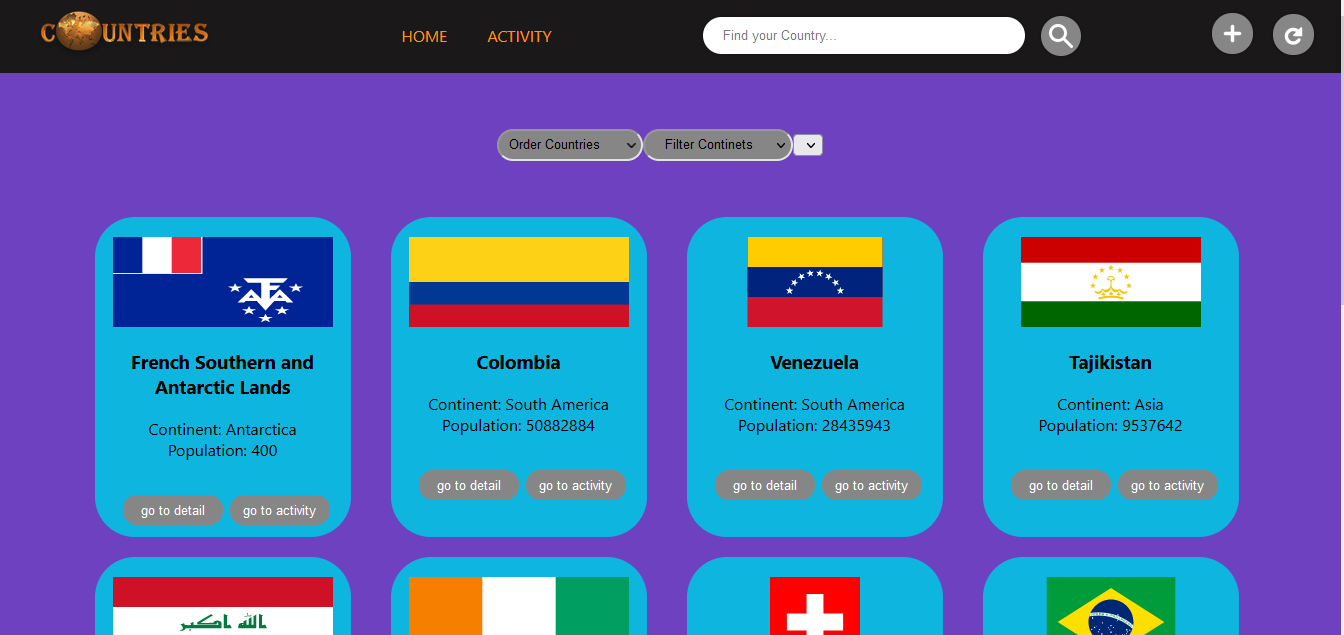 COUNTRIES
HOME
ACTIVITY
Find your Country...
Order Countries
Filter Continets
French Southern and
Antarctic Lands
Continent: Antarctica
Population: 400
go to detail
go to activity
Colombia
Continent: South America
Population: 50882884
go to detail
go to activity
Venezuela
Continent: South America
Population: 28435943
go to detail
go to activity
Tajikistan
Continent: Asia
Population: 9537642
go to detail
go to activity
الله اكبر